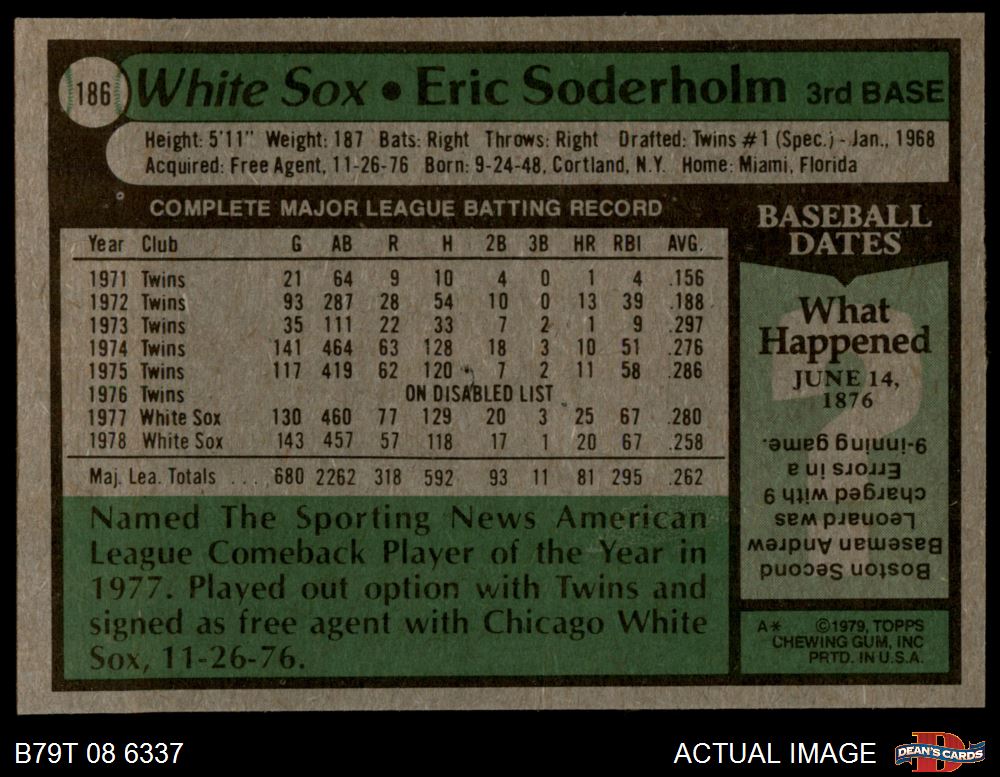 186 White Sox • Eric Soderholm 3rd BASE
Height: 5'11" Weight: 187 Bats: Right Throws: Right Drafted: Twins #1 (Spec.) - Jan., 1968
Acquired: Free Agent, 11-26-76 Born: 9-24-48, Cortland, N.Y. Home: Miami, Florida
COMPLETE MAJOR LEAGUE BATTING RECORD
Year Club G AB R H 2B 3B HR RBI AVG.
1971 Twins 21 64 9 10 4 0 1 4 .156
1972 Twins 93 287 28 54 10 0 13 39 .188
1973 Twins 35 111 22 33 7 2 1 9 .297
1974 Twins 141 464 63 128 18 3 10 51 .276
1975 Twins 117 419 62 120 7 2 11 58 .286
1976 Twins ON DISABLED LIST
1977 White Sox 130 460 77 129 20 3 25 67 .280
1978 White Sox 143 457 57 118 17 1 20 67 .258
Maj. Lea. Totals .... 680 2262 318 592 93 11 81 295 .262
Named The Sporting News American
League Comeback Player of the Year in
1977. Played out option with Twins and
signed as free agent with Chicago White
Sox, 11-26-76.
BASEBALL
DATES
What
Happened
JUNE 14,
1876
Boston Second
Baseman Andrew
Leonard was
charged with 9
Errors in a
9-inning game.
A* ©1979, TOPPS
CHEWING GUM, INC
PRTD. IN U.S.A.
B79T 08 6337
ACTUAL IMAGE
DEAN'S CARDS